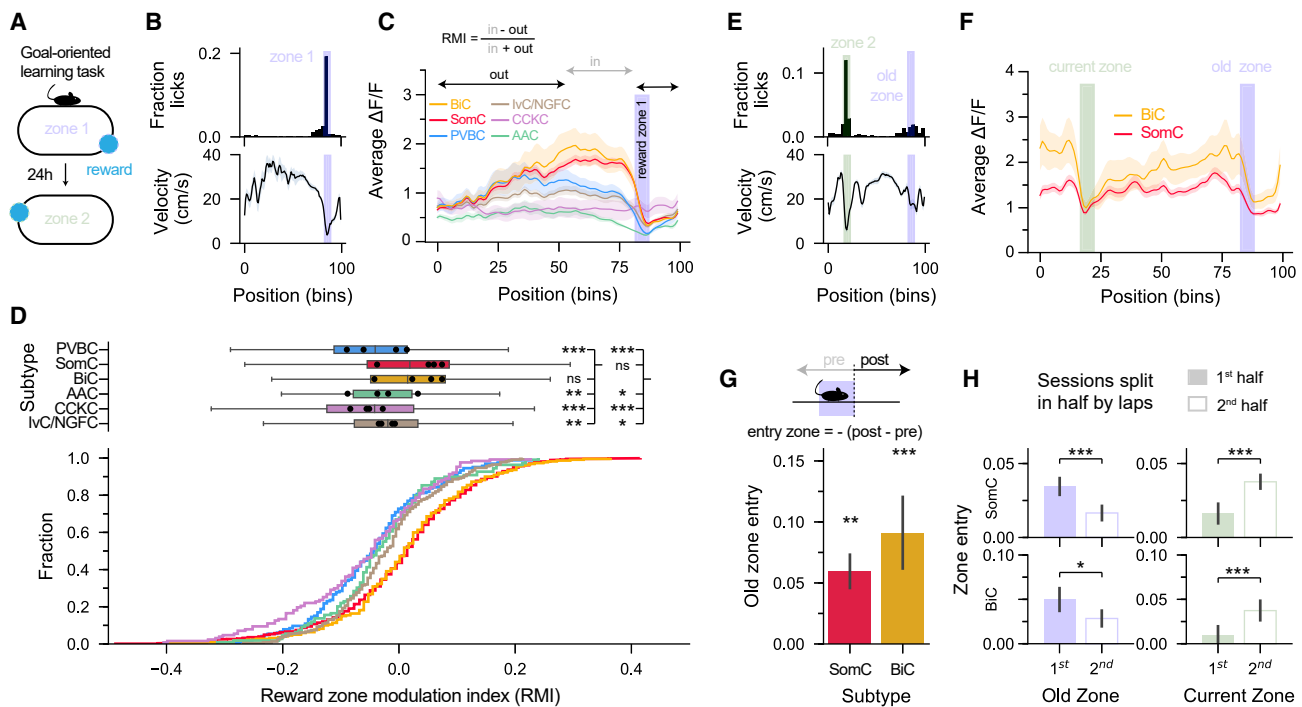 A
Goal-oriented
learning task
zone 1
24h
reward
zone 2
B
zone 1
Fraction
licks
0.2
0.0
Velocity
(cm/s)
40
20
0
0
100
Position (bins)
C
RMI =
in - out
in + out
out
in
Average ΔF/F
3
2
1
0
BiC
SomC
PVBC
IvC/NGFC
CCKC
AAC
reward zone 1
0
25
50
75
100
Position (bins)
E
zone 2
old
zone
Fraction
licks
0.1
0.0
Velocity
(cm/s)
40
20
0
0
100
Position (bins)
F
current zone
old zone
BiC
SomC
Average ΔF/F
4
3
2
1
0
0
25
50
75
100
Position (bins)
D
Subtype
PVBC
SomC
BiC
AAC
CCKC
IvC/NGFC
*** ***
ns
ns
** *
*** ***
** *
Fraction
1.0
0.8
0.6
0.4
0.2
0.0
−0.4
−0.2
0.0
0.2
0.4
Reward zone modulation index (RMI)
G
pre
post
entry zone = - (post - pre)
Old zone entry
0.15
0.10
0.05
0.00
**
***
SomC
BiC
Subtype
H
Sessions split
in half by laps
1st half
2nd half
Zone entry
SomC
0.05
0.00
***
0.05
0.00
***
BiC
0.10
0.05
0.00
*
0.10
0.05
0.00
***
1st
2nd
1st
2nd
Old Zone
Current Zone